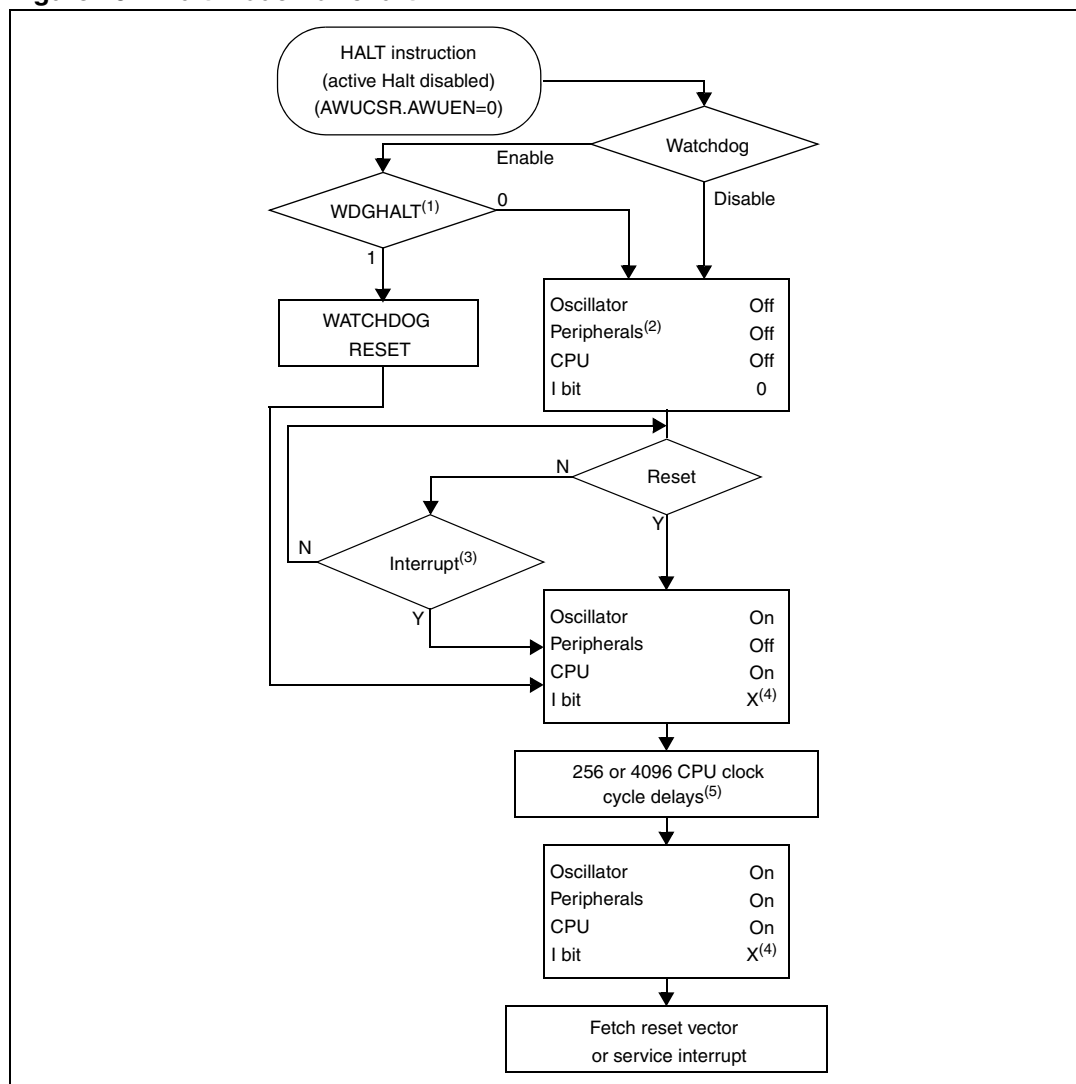 HALT instruction
(active Halt disabled)
(AWUCSR.AWUEN=0)
Watchdog
Enable
Disable
WDGHALT(1)
0
1
WATCHDOG
RESET
Oscillator Off
Peripherals(2) Off
CPU Off
I bit 0
Reset
N
Y
Interrupt(3)
N
Y
Oscillator On
Peripherals Off
CPU On
I bit X(4)
256 or 4096 CPU clock
cycle delays(5)
Oscillator On
Peripherals On
CPU On
I bit X(4)
Fetch reset vector
or service interrupt